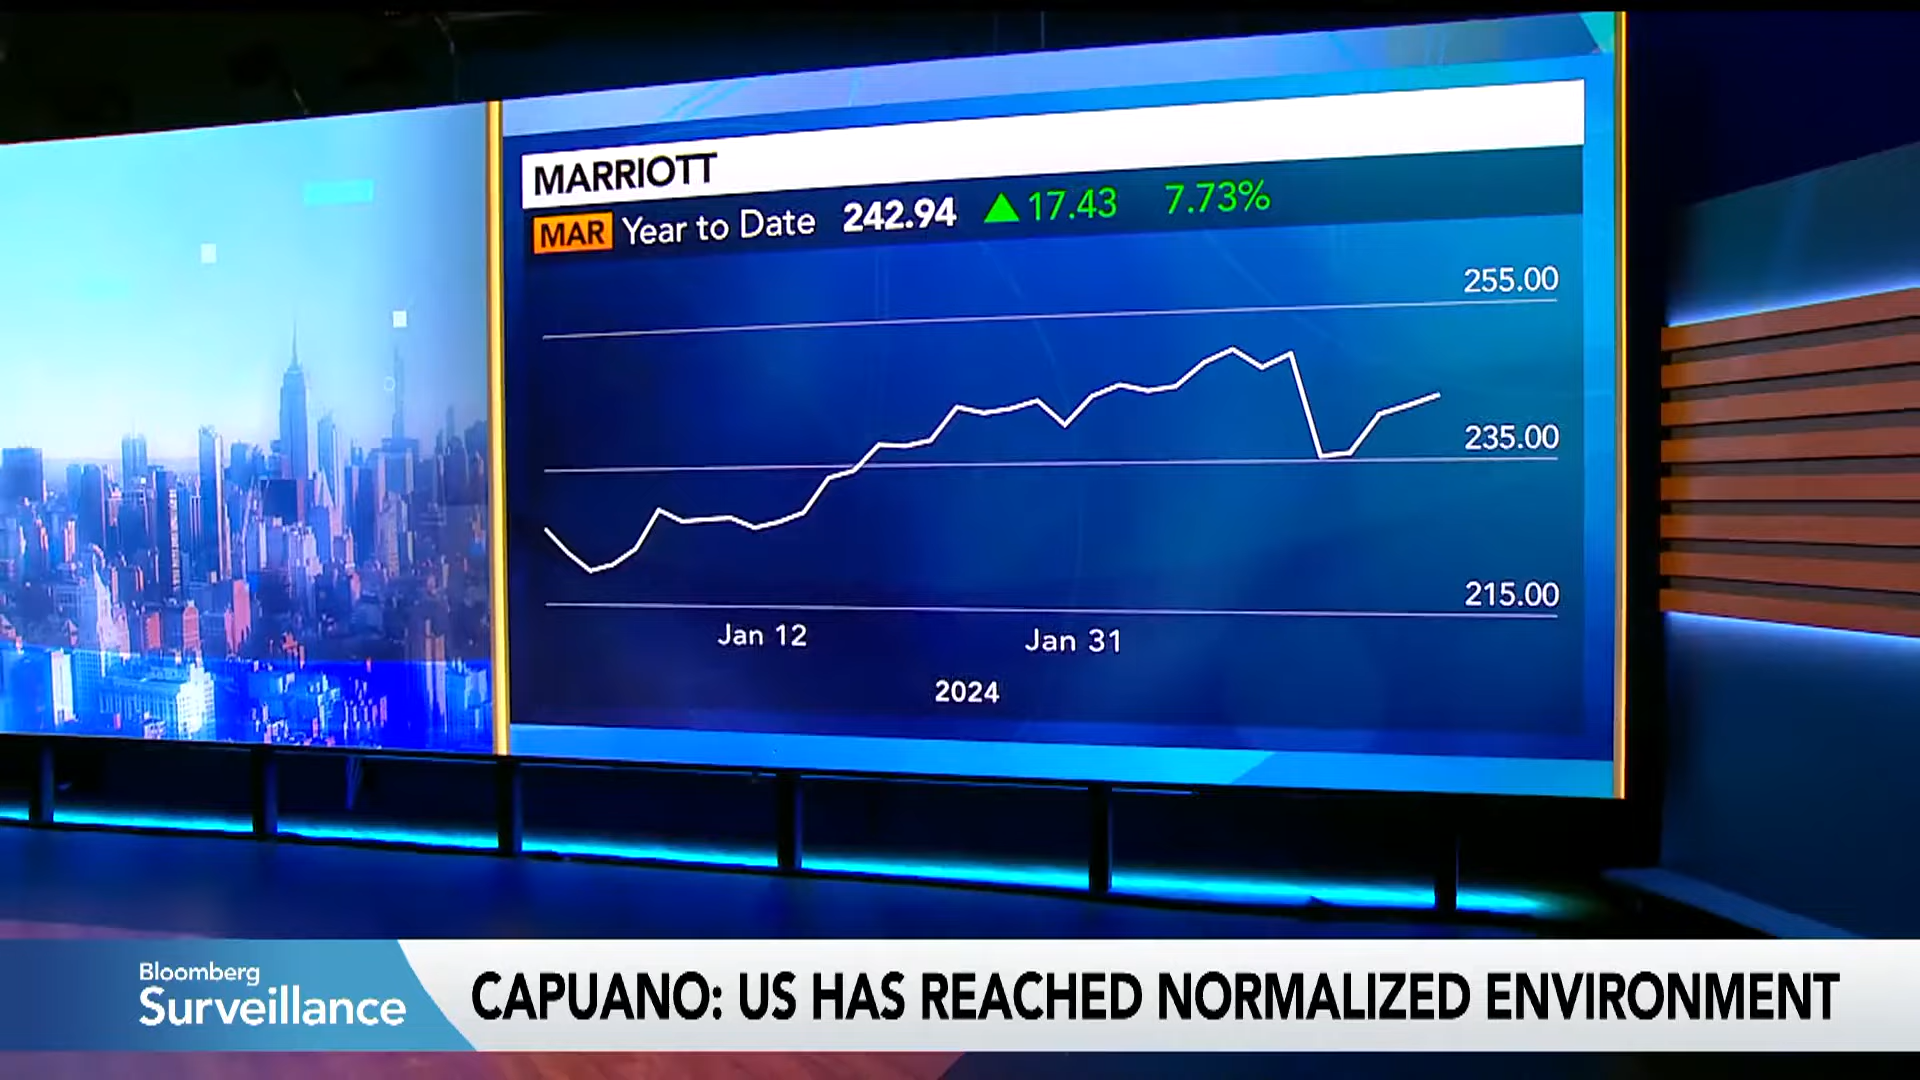 MARRIOTT
MAR Year to Date 242.94 ▲ 17.43 7.73%
255.00
235.00
215.00
Jan 12 Jan 31
2024
Bloomberg
Surveillance
CAPUANO: US HAS REACHED NORMALIZED ENVIRONMENT